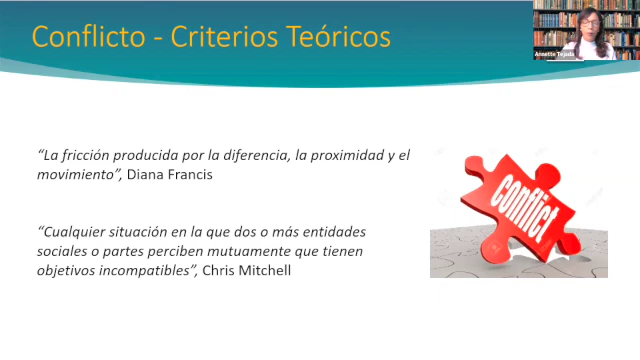 Conflicto - Criterios Teóricos
Annette Tejada
“La fricción producida por la diferencia, la proximidad y el
movimiento”, Diana Francis
“Cualquier situación en la que dos o más entidades
sociales o partes perciben mutuamente que tienen
objetivos incompatibles”, Chris Mitchell
conflict